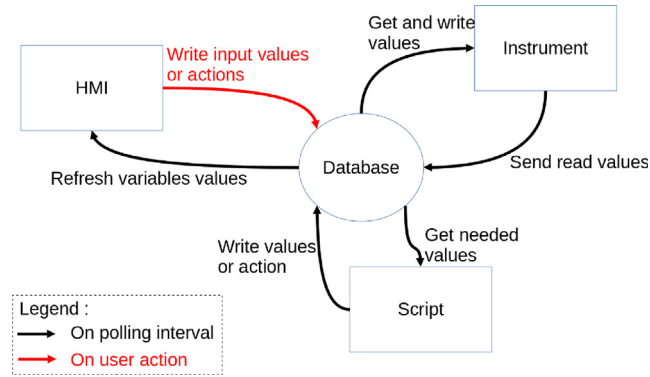 Get and write
values
Instrument
Write input values
or actions
HMI
Database
Send read values
Refresh variables values
Write values
or action
Get needed
values
Script
Legend :
On polling interval
On user action